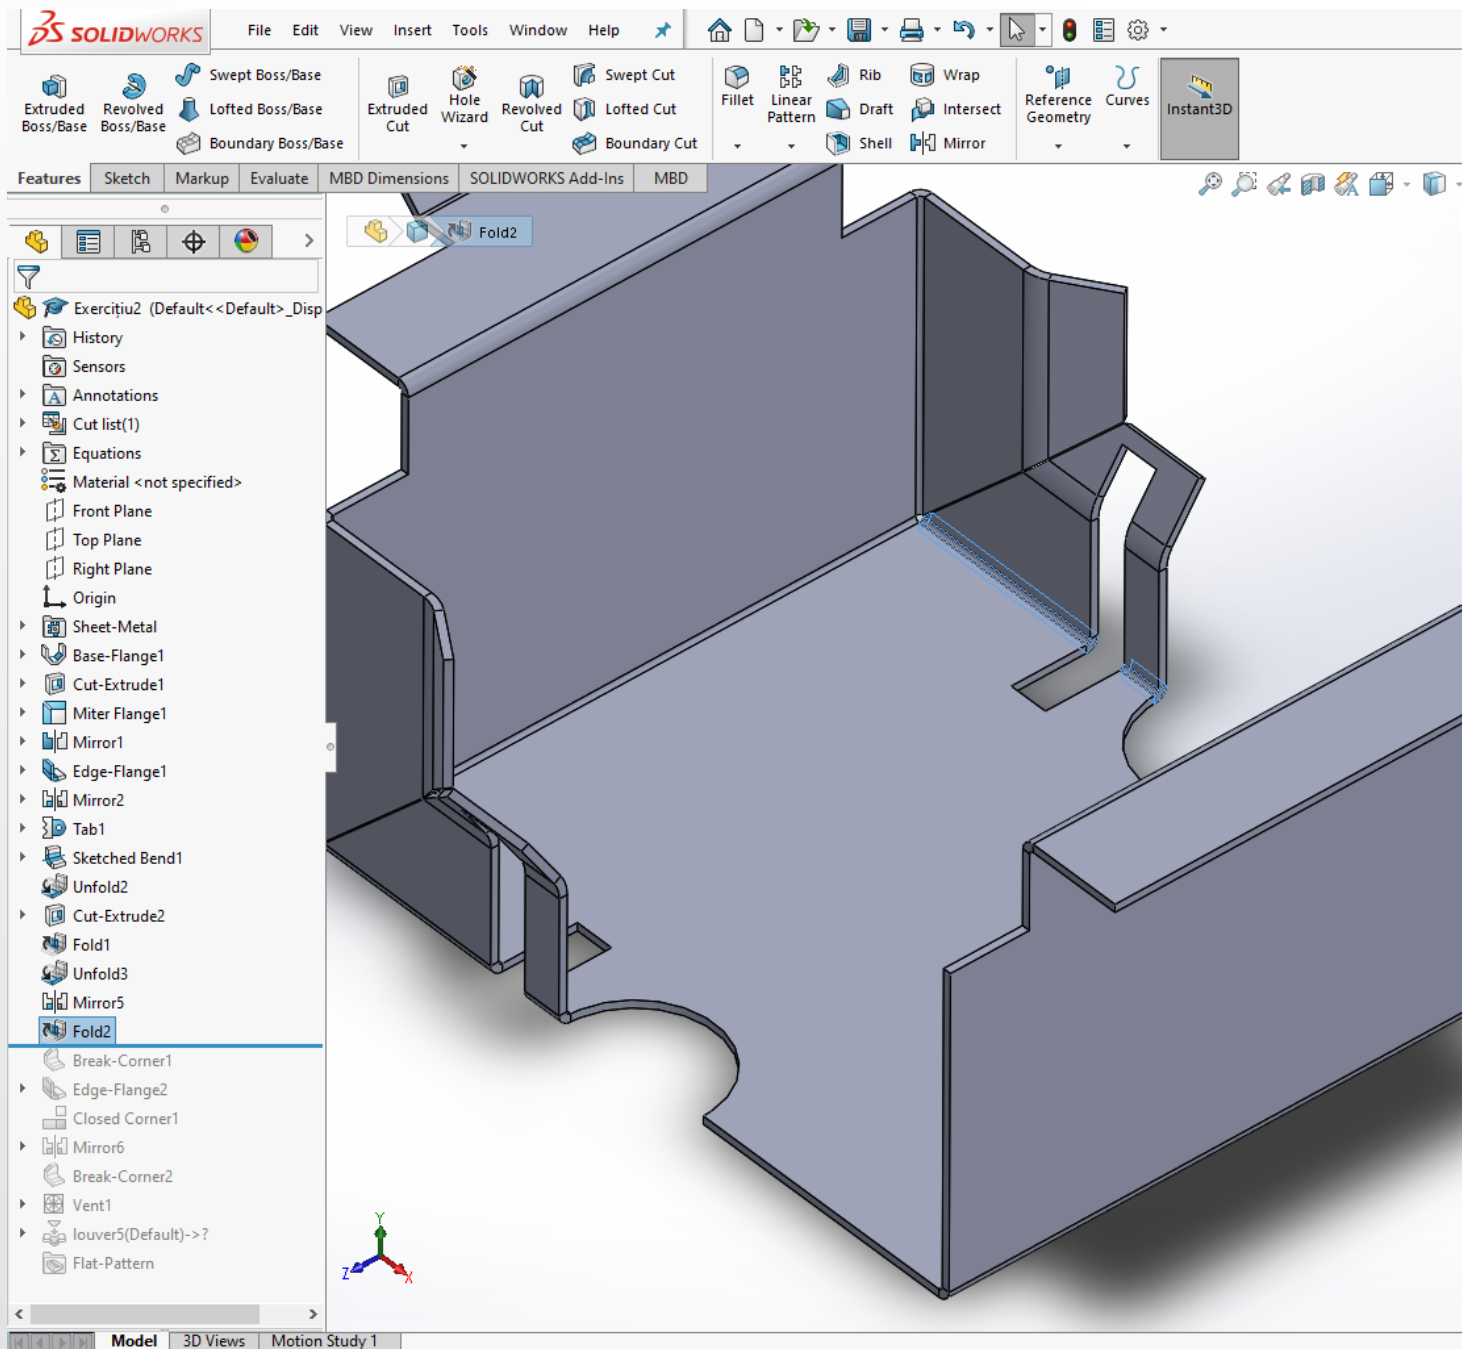 SOLIDWORKS File Edit View Insert Tools Window Help
Extruded Boss/Base
Revolved Boss/Base
Swept Boss/Base
Lofted Boss/Base
Boundary Boss/Base
Extruded Cut
Hole Wizard
Revolved Cut
Swept Cut
Lofted Cut
Boundary Cut
Fillet
Linear Pattern
Rib
Draft
Shell
Wrap
Intersect
Mirror
Reference Geometry
Curves
Instant3D
Features Sketch Markup Evaluate MBD Dimensions SOLIDWORKS Add-Ins MBD
Fold2
Exercițiu2 (Default<<Default>_Disp
History
Sensors
Annotations
Cut list(1)
Equations
Material <not specified>
Front Plane
Top Plane
Right Plane
Origin
Sheet-Metal
Base-Flange1
Cut-Extrude1
Miter Flange1
Mirror1
Edge-Flange1
Mirror2
Tab1
Sketched Bend1
Unfold2
Cut-Extrude2
Fold1
Unfold3
Mirror5
Fold2
Break-Corner1
Edge-Flange2
Closed Corner1
Mirror6
Break-Corner2
Vent1
louver5(Default)->?
Flat-Pattern
Y
Z
X
Model 3D Views Motion Study 1